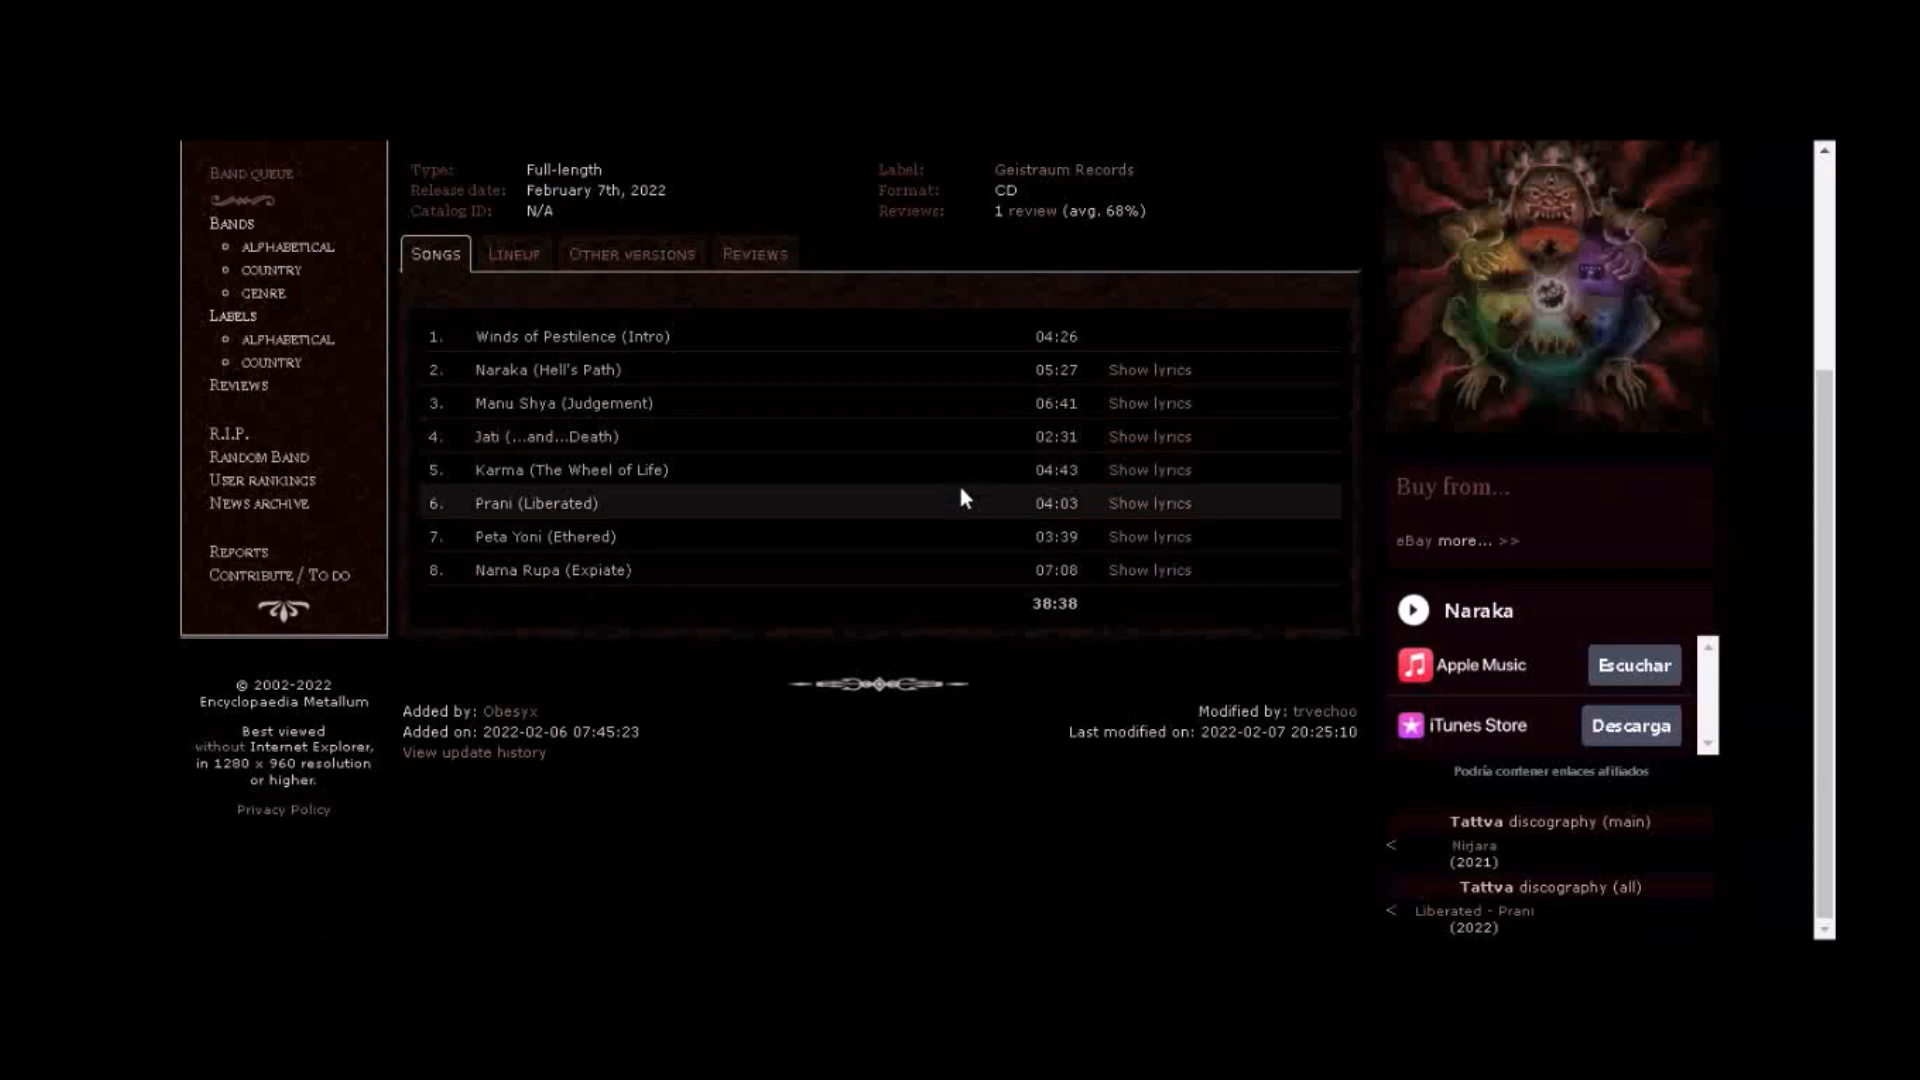 BAND QUEUE
BANDS
ALPHABETICAL
COUNTRY
GENRE
LABELS
ALPHABETICAL
COUNTRY
REVIEWS
R.I.P.
RANDOM BAND
USER RANKINGS
NEWS ARCHIVE
REPORTS
CONTRIBUTE / TO DO
© 2002-2022
Encyclopaedia Metallum
Best viewed
without Internet Explorer,
in 1280 x 960 resolution
or higher.
Privacy Policy
Type: Full-length
Release date: February 7th, 2022
Catalog ID: N/A
Label: Geistraum Records
Format: CD
Reviews: 1 review (avg. 68%)
SONGS LINEUP OTHER VERSIONS REVIEWS
1. Winds of Pestilence (Intro) 04:26
2. Naraka (Hell's Path) 05:27 Show lyrics
3. Manu Shya (Judgement) 06:41 Show lyrics
4. Jati (...and...Death) 02:31 Show lyrics
5. Karma (The Wheel of Life) 04:43 Show lyrics
6. Prani (Liberated) 04:03 Show lyrics
7. Peta Yoni (Ethered) 03:39 Show lyrics
8. Nama Rupa (Expiate) 07:08 Show lyrics
38:38
Added by: Obesyx
Added on: 2022-02-06 07:45:23
View update history
Modified by: trvechoo
Last modified on: 2022-02-07 20:25:10
Buy from...
eBay more... >>
Naraka
Apple Music Escuchar
iTunes Store Descarga
Podría contener enlaces afiliados
Tattva discography (main)
< Nirjara
(2021)
Tattva discography (all)
< Liberated - Prani
(2022)